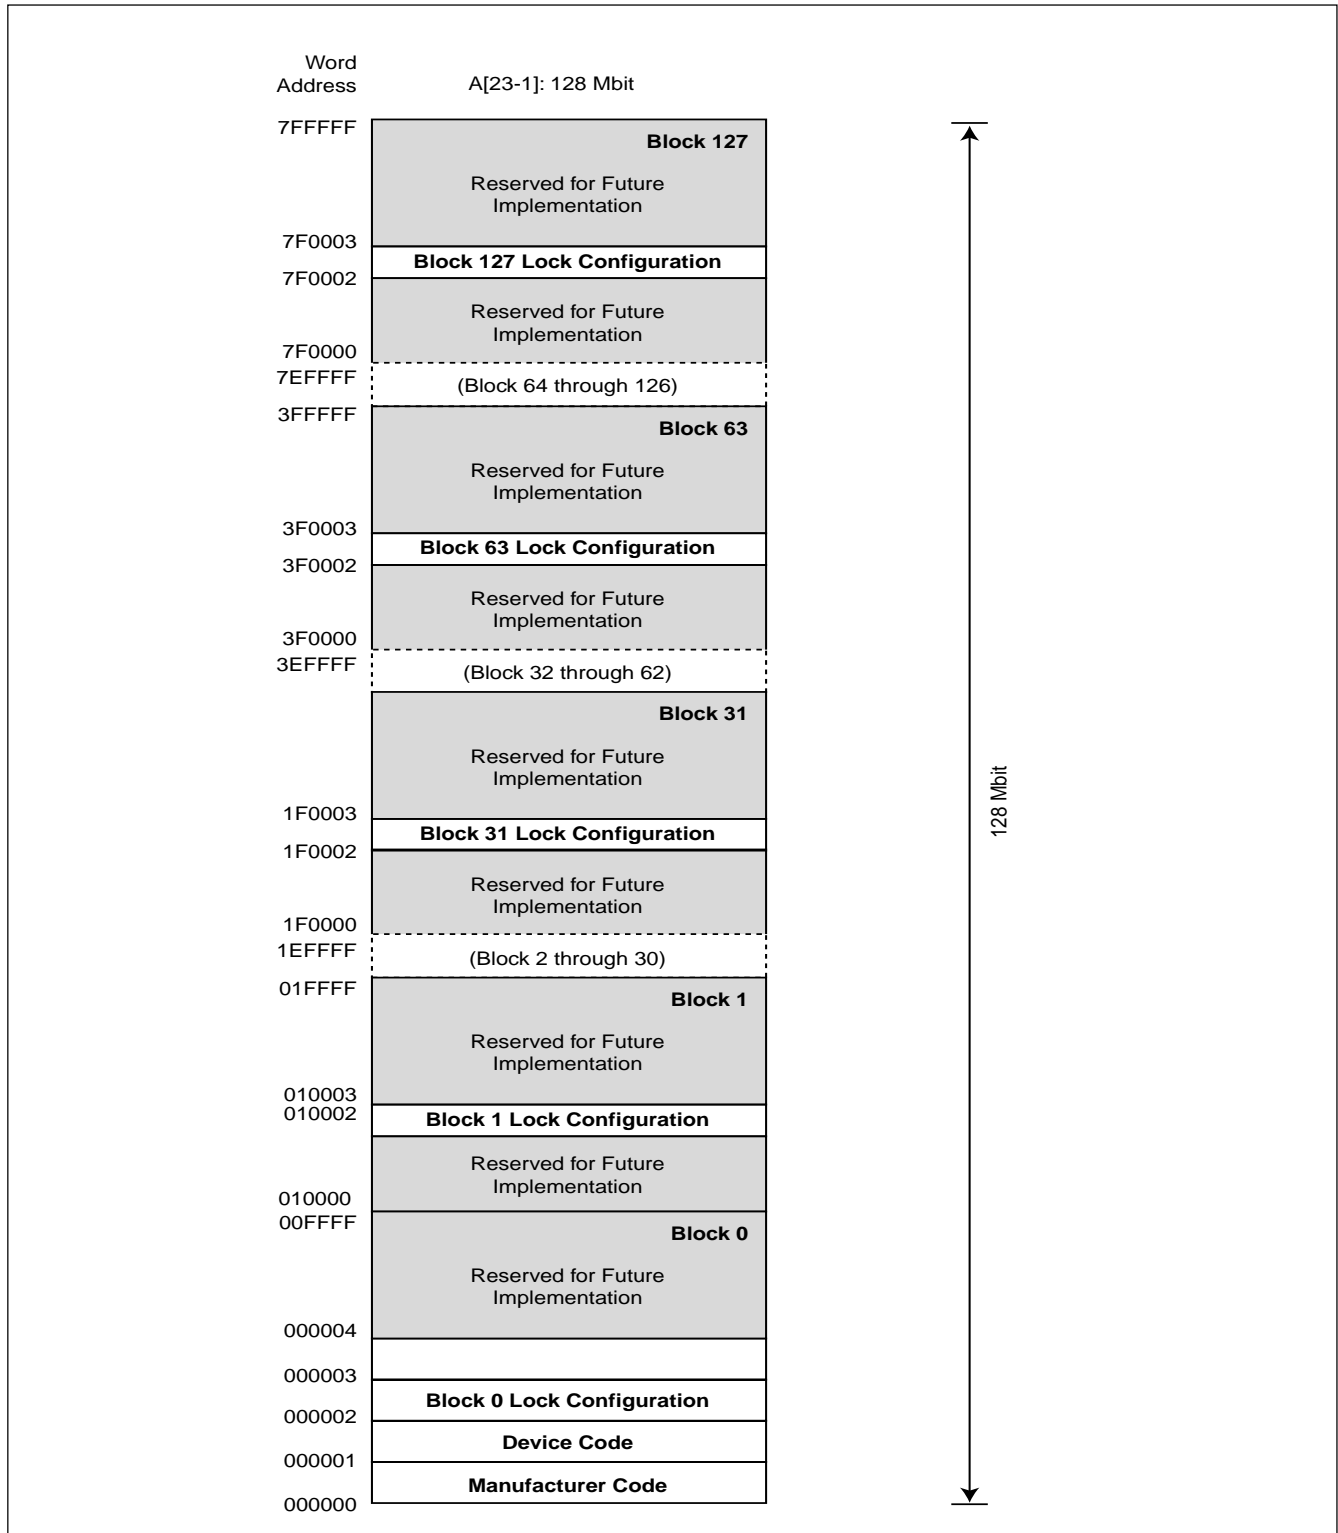 Word
Address
A[23-1]: 128 Mbit
7FFFFF
Block 127
Reserved for Future
Implementation
7F0003
Block 127 Lock Configuration
7F0002
Reserved for Future
Implementation
7F0000
7EFFFF
(Block 64 through 126)
3FFFFF
Block 63
Reserved for Future
Implementation
3F0003
Block 63 Lock Configuration
3F0002
Reserved for Future
Implementation
3F0000
3EFFFF
(Block 32 through 62)
Block 31
Reserved for Future
Implementation
128 Mbit
1F0003
Block 31 Lock Configuration
1F0002
Reserved for Future
Implementation
1F0000
1EFFFF
(Block 2 through 30)
01FFFF
Block 1
Reserved for Future
Implementation
010003
010002
Block 1 Lock Configuration
Reserved for Future
Implementation
010000
00FFFF
Block 0
Reserved for Future
Implementation
000004
000003
Block 0 Lock Configuration
000002
Device Code
000001
Manufacturer Code
000000